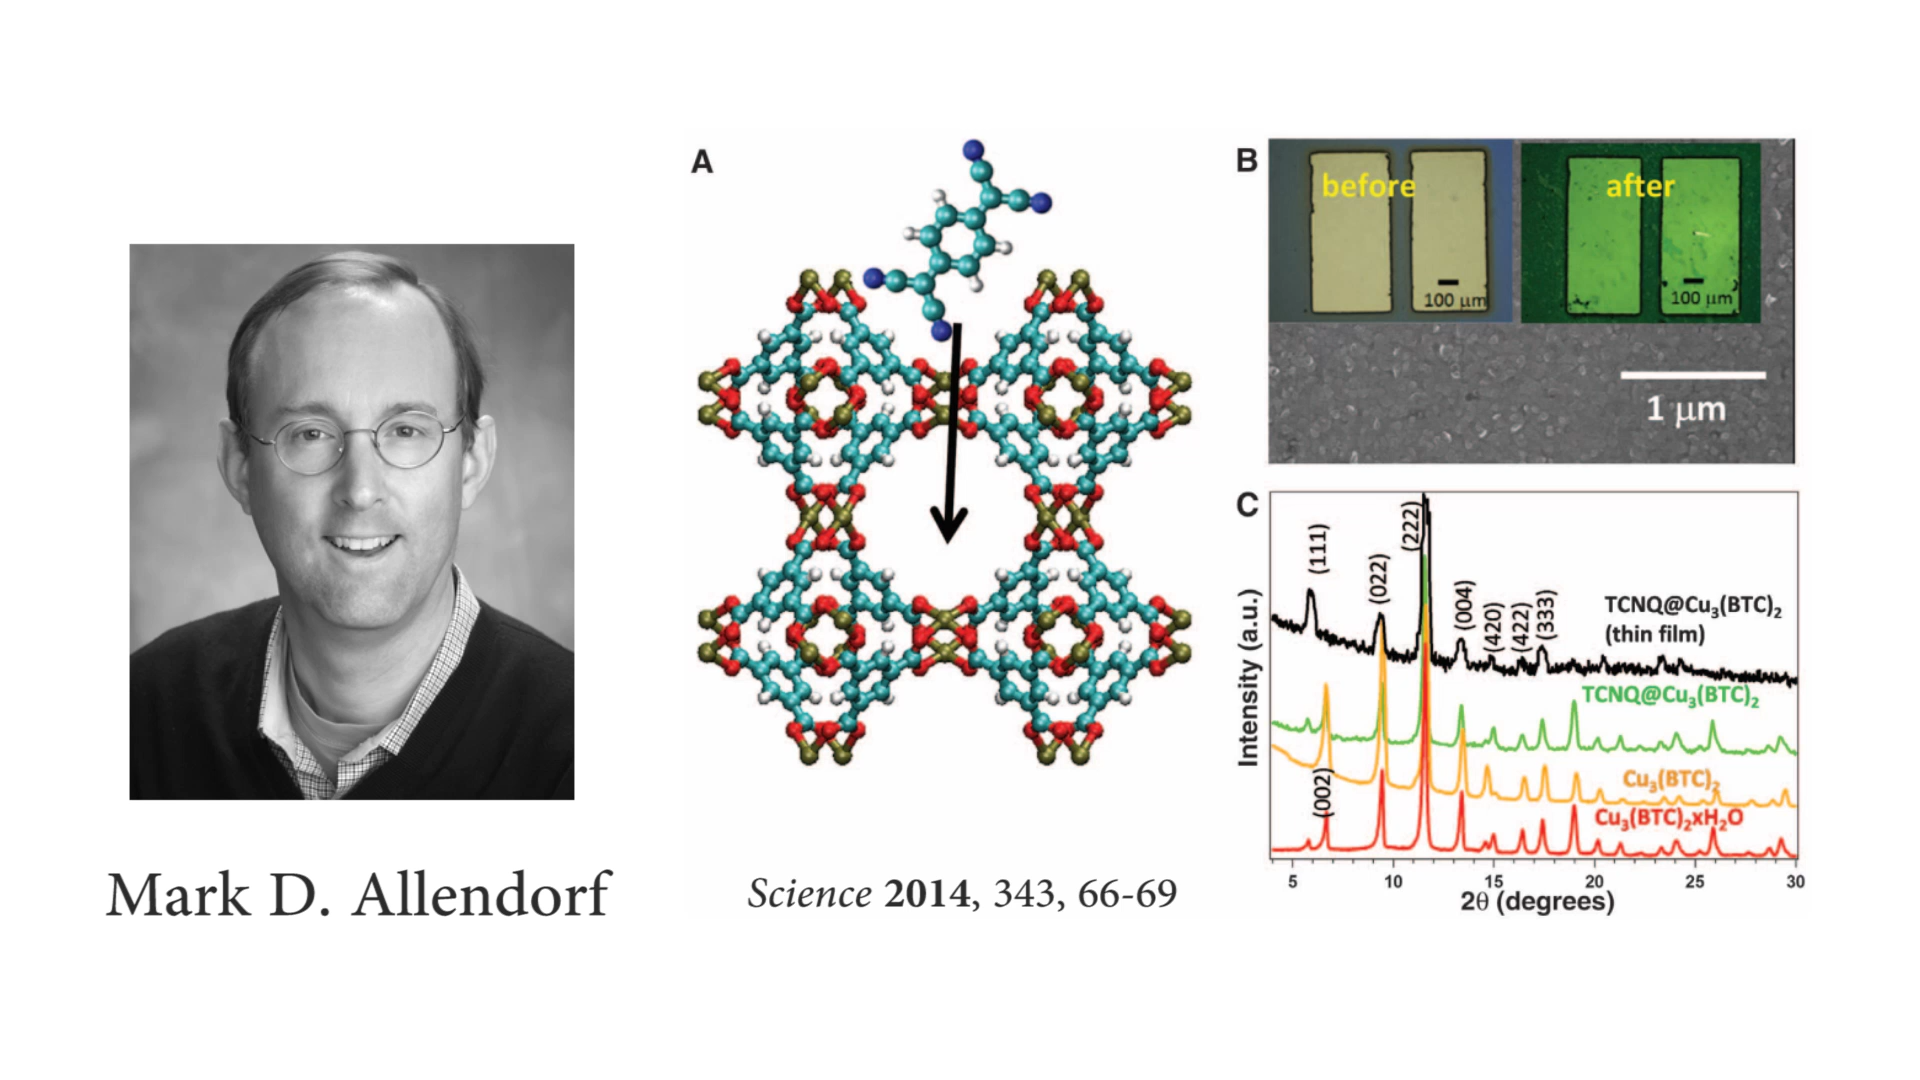 A
B
before
after
100 µm
100 µm
1 µm
C
(111)
(022)
(222)
(004)
(420)
(422)
(333)
(002)
TCNQ@Cu₃(BTC)₂
(thin film)
TCNQ@Cu₃(BTC)₂
Cu₃(BTC)₂
Cu₃(BTC)₂xH₂O
Intensity (a.u.)
5 10 15 20 25 30
2θ (degrees)
Mark D. Allendorf
Science 2014, 343, 66-69